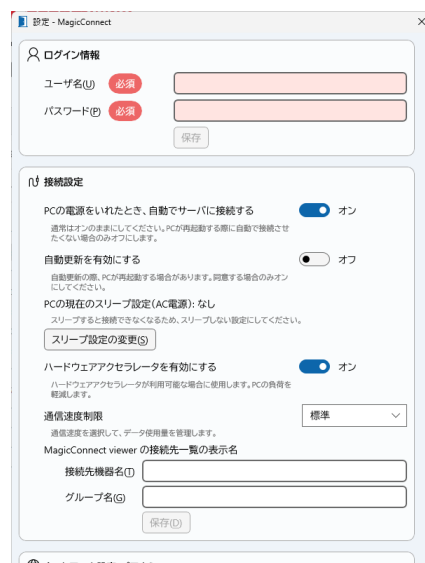 設定 - MagicConnect
ログイン情報
ユーザ名(U) 必須
パスワード(P) 必須
保存
接続設定
PCの電源をいれたとき、自動でサーバに接続する オン
通常はオンのままにしてください。PCが再起動する際に自動で接続させ
たくない場合のみオフにします。
自動更新を有効にする オフ
自動更新の際、PCが再起動する場合があります。同意する場合のみオン
にしてください。
PCの現在のスリープ設定(AC電源): なし
スリープすると接続できなくなるため、スリープしない設定にしてください。
スリープ設定の変更(S)
ハードウェアアクセラレータを有効にする オン
ハードウェアアクセラレータが利用可能な場合に使用します。PCの負荷を
軽減します。
通信速度制限 標準
通信速度を選択して、データ使用量を管理します。
MagicConnect viewer の接続先一覧の表示名
接続先機器名(T)
グループ名(G)
保存(D)